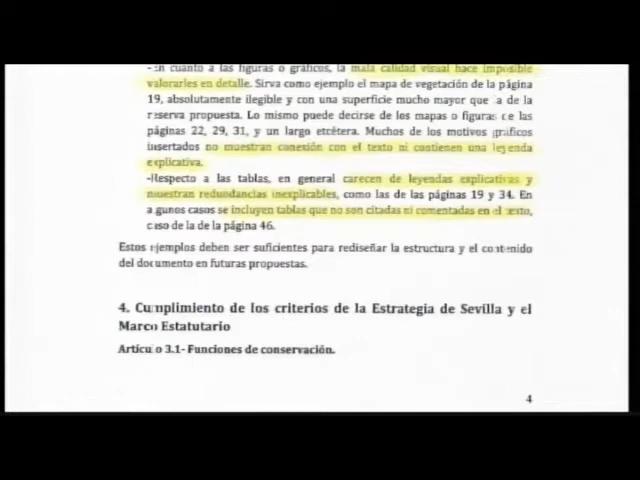 -En cuanto a las figuras o gráficos, la mala calidad visual hace imposible
valorarles en detalle. Sirva como ejemplo el mapa de vegetación de la página
19, absolutamente ilegible y con una superficie mucho mayor que la de la
reserva propuesta. Lo mismo puede decirse de los mapas o figuras de las
páginas 22, 29, 31, y un largo etcétera. Muchos de los motivos gráficos
insertados no muestran conexión con el texto ni contienen una leyenda
explicativa.
-Respecto a las tablas, en general carecen de leyendas explicativas y
muestran redundancias inexplicables, como las de las páginas 19 y 34. En
algunos casos se incluyen tablas que no son citadas ni comentadas en el texto,
caso de la de la página 46.
Estos ejemplos deben ser suficientes para rediseñar la estructura y el contenido
del documento en futuras propuestas.
4. Cumplimiento de los criterios de la Estrategia de Sevilla y el
Marco Estatutario
Artículo 3.1- Funciones de conservación.
4